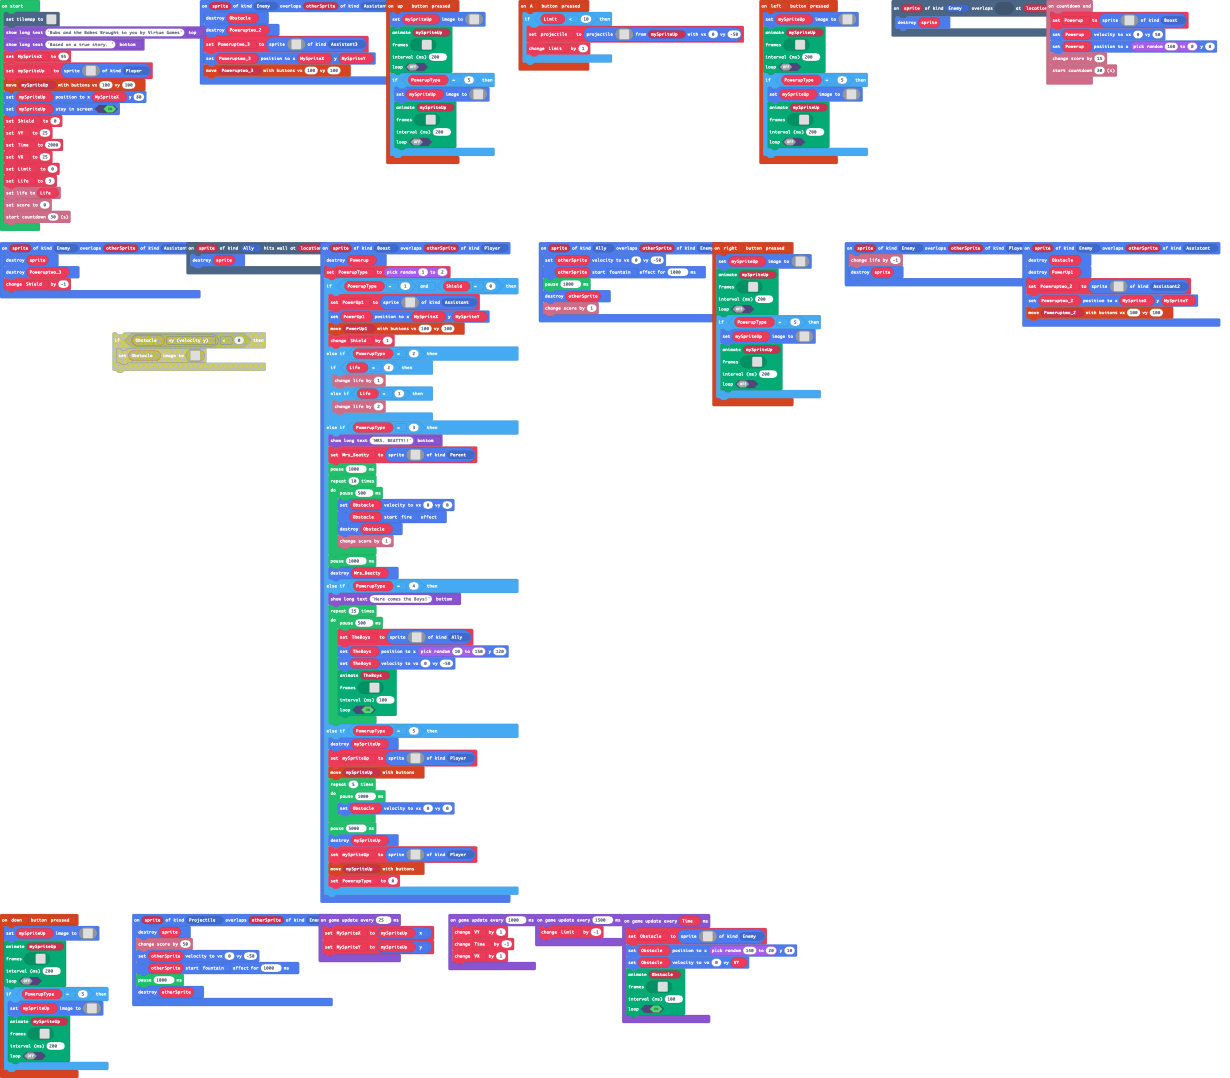 on start
set tilemap to
show long text "Babs and the Babes Brought to you by Virtue Games" top
show long text "Based on a true story." bottom
set MySpriteX to
set mySpriteUp to sprite of kind Player
move mySpriteUp with buttons vx 100 vy 100
set mySpriteUp position to x MySpriteX y
set mySpriteUp stay in screen
set Shield to 0
set VY to 25
set Time to 2000
set VX to 25
set Limit to 0
set Life to 3
set life to Life
set score to 0
start countdown (s)
on sprite of kind Enemy overlaps otherSprite of kind
destroy Obstacle
destroy Poweruptwo_2
set Poweruptwo_3 to sprite of kind Assistant3
set Poweruptwo_3 position to x MySpriteX y MySpriteY
move Poweruptwo_3 with buttons vx 100 vy 100
on up button pressed
set mySpriteUp image to
animate mySpriteUp
frames
interval (ms) 200
loop
if PowerupType = 5 then
set mySpriteUp image to
animate mySpriteUp
frames
interval (ms) 200
loop
on A button pressed
if Limit < 10 then
set projectile to projectile from mySpriteUp with vx 0 vy -50
change Limit by 1
on left button pressed
set mySpriteUp image to
animate mySpriteUp
frames
interval (ms) 200
loop
if PowerupType = 5 then
set mySpriteUp image to
animate mySpriteUp
frames
interval (ms) 200
loop
on sprite of kind Enemy overlaps at location
destroy sprite
on countdown end
set Powerup to sprite of kind Boost
set Powerup velocity to vx 0 vy 50
set Powerup position to x pick random 160 to 0 y 0
change score by
start countdown (s)
on sprite of kind Enemy overlaps otherSprite of kind
destroy sprite
destroy Poweruptwo_3
change Shield by -1
on sprite of kind Ally hits wall at location
destroy sprite
on sprite of kind Boost overlaps otherSprite of kind Player
destroy Powerup
set PowerupType to pick random 1 to 2
if PowerupType = 1 and Shield = 0 then
set PowerUp1 to sprite of kind Assistant
set PowerUp1 position to x MySpriteX y MySpriteY
move PowerUp1 with buttons vx 100 vy 100
change Shield by 1
else if PowerupType = 2 then
if Life = 2 then
change life by 1
else if Life = 1 then
change life by 2
else if PowerupType = then
show long text "MRS. BEATTY!!" bottom
set Mrs_Beatty to sprite of kind Parent
pause 1000 ms
repeat 10 times
do pause 500 ms
set Obstacle velocity to vx 0 vy 0
Obstacle start fire effect
destroy Obstacle
change score by 1
pause 1000 ms
destroy Mrs_Beatty
else if PowerupType = 4 then
show long text "Here comes the Boys!" bottom
repeat 15 times
do pause 500 ms
set TheBoys to sprite of kind Ally
set TheBoys position to x pick random 10 to 150 y 120
set TheBoys velocity to vx 0 vy -50
animate TheBoys
frames
interval (ms) 100
loop
else if PowerupType = 5 then
destroy mySpriteUp
set mySpriteUp to sprite of kind Player
move mySpriteUp with buttons
repeat times
do pause 1000 ms
set Obstacle velocity to vx 0 vy 0
pause 5000 ms
destroy mySpriteUp
set mySpriteUp to sprite of kind Player
move mySpriteUp with buttons
set PowerupType to 0
if Obstacle vy (velocity y) 0 then
set Obstacle image to
on sprite of kind Ally overlaps otherSprite of kind
set otherSprite velocity to vx 0 vy -50
otherSprite start fountain effect for 1000 ms
pause 1000 ms
destroy otherSprite
change score by 1
on right button pressed
set mySpriteUp image to
animate mySpriteUp
frames
interval (ms) 200
loop
if PowerupType = 5 then
set mySpriteUp image to
animate mySpriteUp
frames
interval (ms) 200
loop
on sprite of kind Enemy overlaps otherSprite of kind
change life by -1
destroy sprite
on sprite of kind Enemy overlaps otherSprite of kind Assistant
destroy Obstacle
destroy PowerUp1
set Poweruptwo_2 to sprite of kind Assistant2
set Poweruptwo_2 position to x MySpriteX y MySpriteY
move Poweruptwo_2 with buttons vx 100 vy 100
on down button pressed
set mySpriteUp image to
animate mySpriteUp
frames
interval (ms) 200
loop
if PowerupType = 5 then
set mySpriteUp image to
animate mySpriteUp
frames
interval (ms) 200
loop
on sprite of kind Projectile overlaps otherSprite of kind
destroy sprite
change score by
set otherSprite velocity to vx 0 vy -50
otherSprite start fountain effect for 1000 ms
pause 1000 ms
destroy otherSprite
on game update every 25 ms
set MySpriteX to mySpriteUp x
set MySpriteY to mySpriteUp y
on game update every 1000 ms
change VY by 1
change Time by -1
change VX by 1
on game update every 1500 ms
change Limit by -1
on game update every Time ms
set Obstacle to sprite of kind Enemy
set Obstacle position to x pick random 140 to 20 y 10
set Obstacle velocity to vx 0 vy VY
animate Obstacle
frames
interval (ms) 100
loop